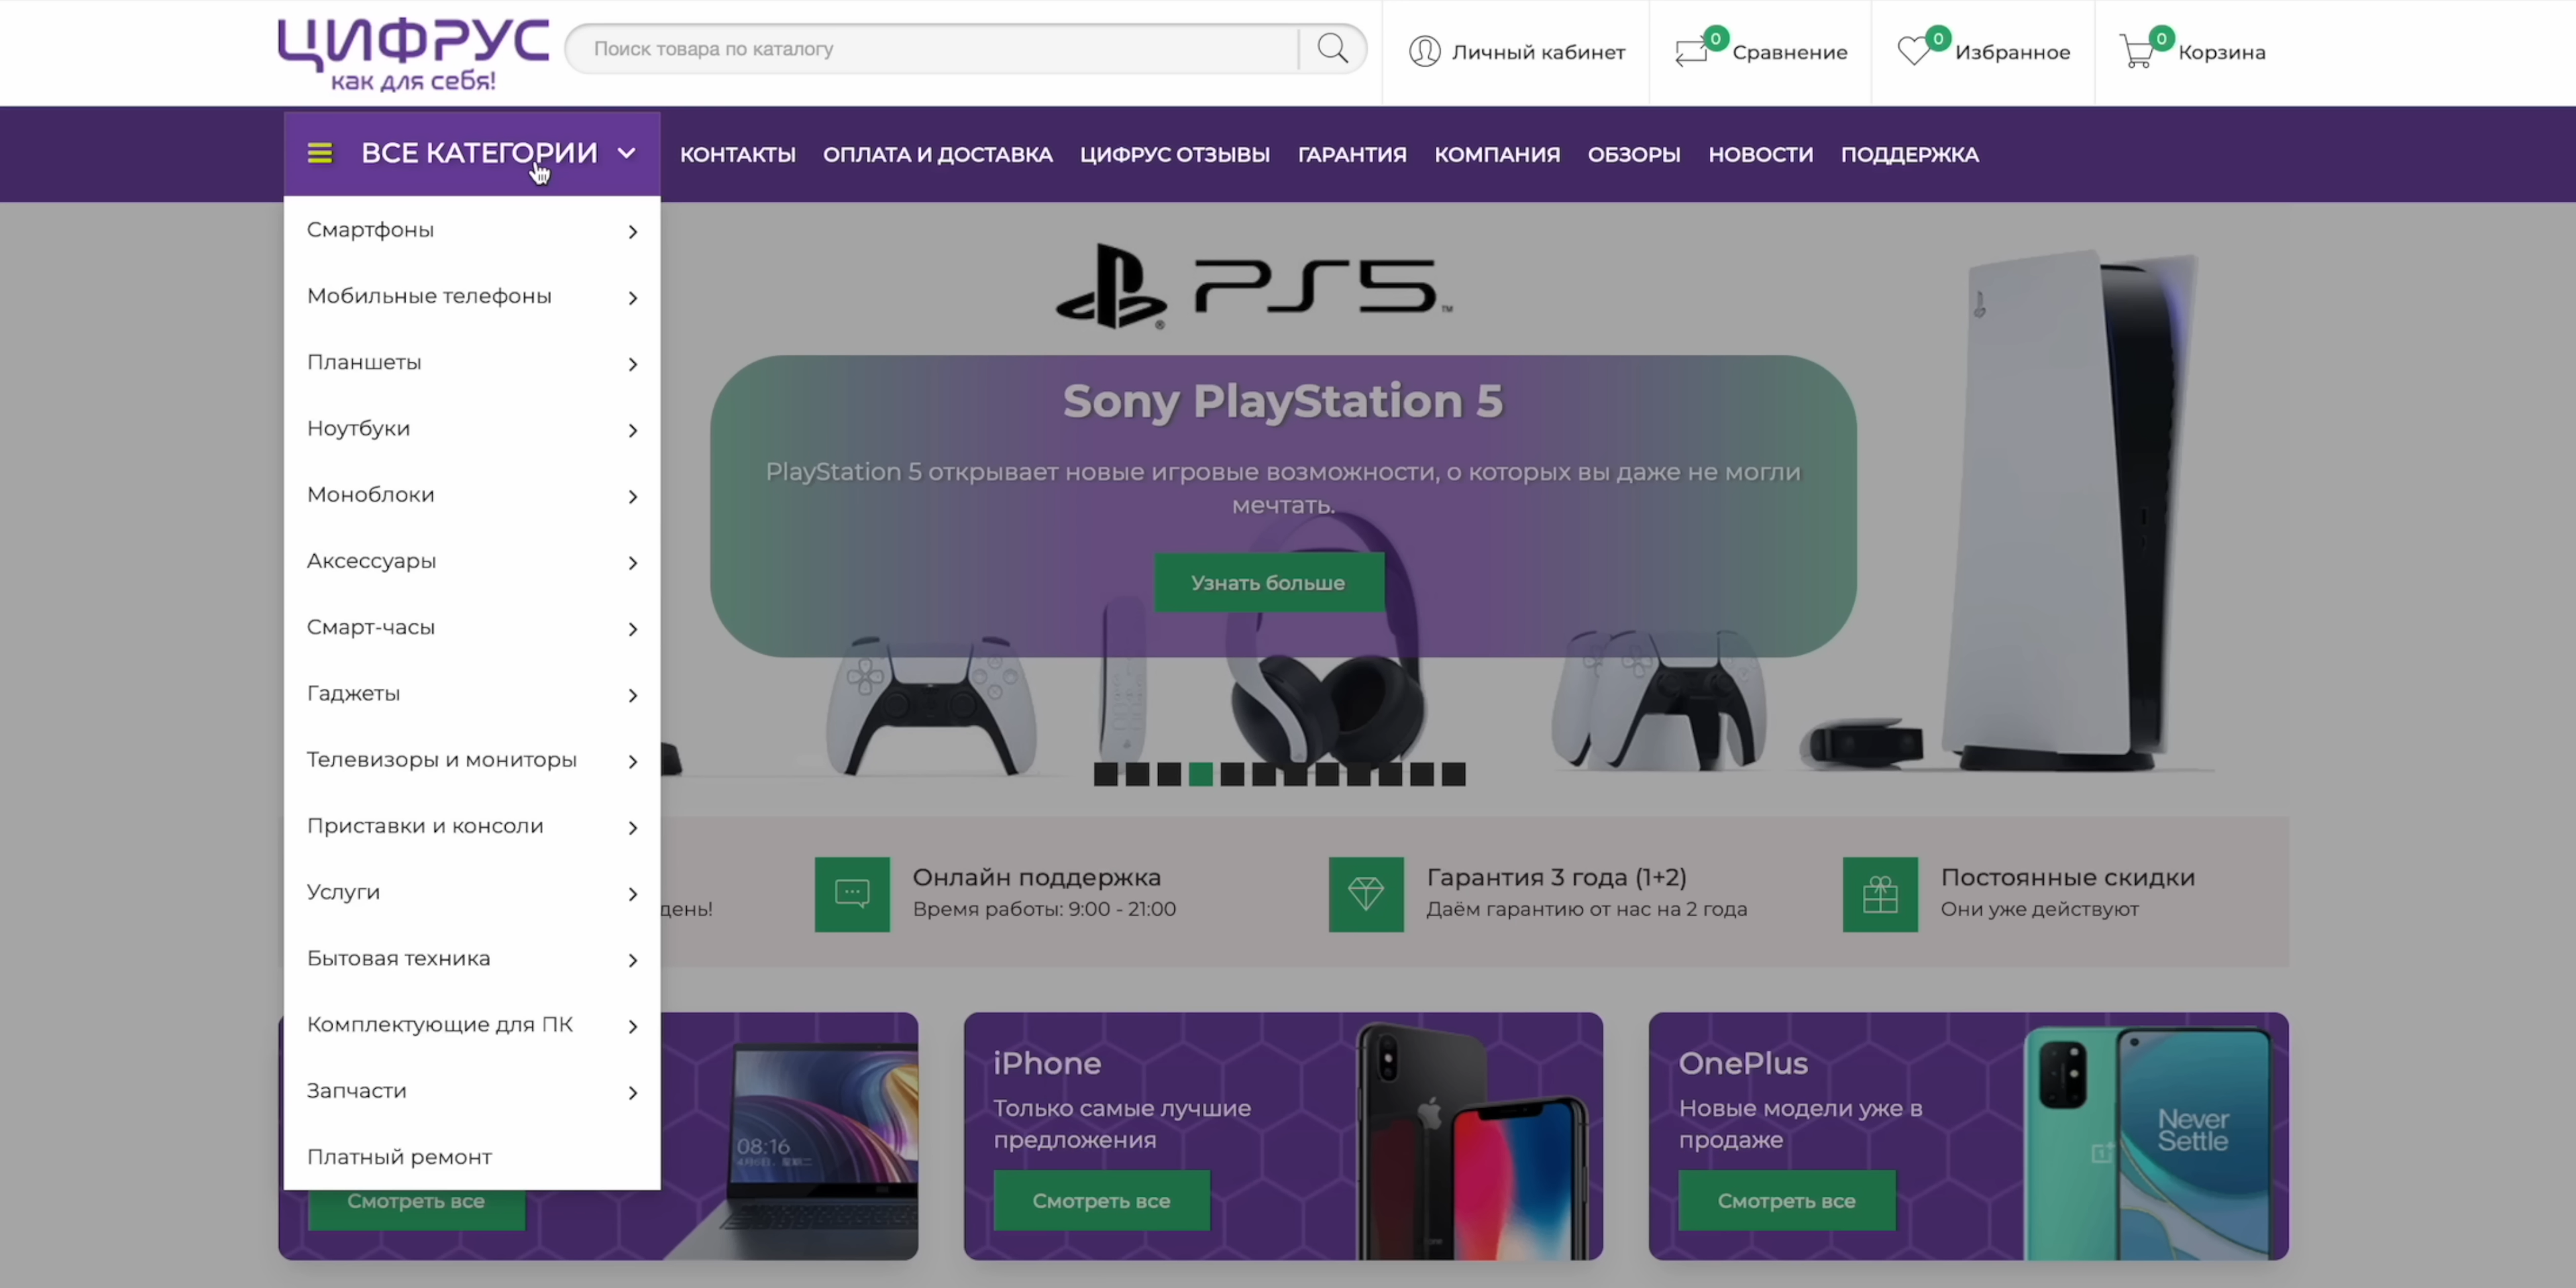 ЦИФРУС
как для себя!
Поиск товара по каталогу
Личный кабинет
0
Сравнение
0
Избранное
0
Корзина
ВСЕ КАТЕГОРИИ
КОНТАКТЫ
ОПЛАТА И ДОСТАВКА
ЦИФРУС ОТЗЫВЫ
ГАРАНТИЯ
КОМПАНИЯ
ОБЗОРЫ
НОВОСТИ
ПОДДЕРЖКА
Смартфоны
Мобильные телефоны
Планшеты
Ноутбуки
Моноблоки
Аксессуары
Смарт-часы
Гаджеты
Телевизоры и мониторы
Приставки и консоли
Услуги
Бытовая техника
Комплектующие для ПК
Запчасти
Платный ремонт
PS5
Sony PlayStation 5
PlayStation 5 открывает новые игровые возможности, о которых вы даже не могли
мечтать.
Узнать больше
день!
Онлайн поддержка
Время работы: 9:00 - 21:00
Гарантия 3 года (1+2)
Даём гарантию от нас на 2 года
Постоянные скидки
Они уже действуют
08:16
Смотреть все
iPhone
Только самые лучшие
предложения
Смотреть все
OnePlus
Новые модели уже в
продаже
Смотреть все
Never
Settle